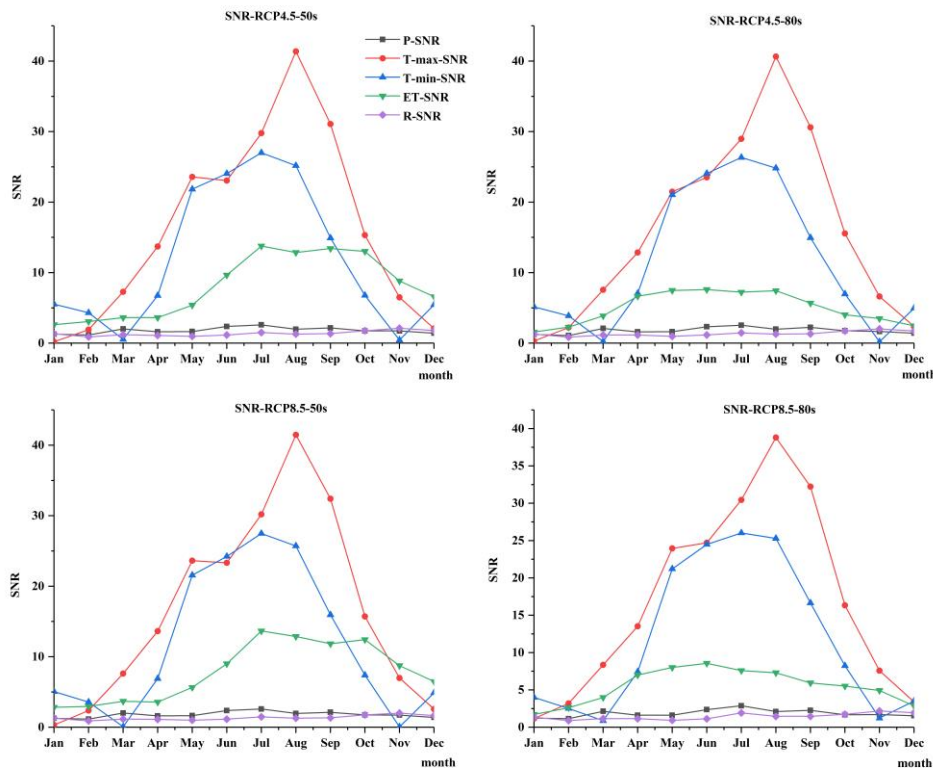 SNR-RCP4.5-50s
P-SNR
T-max-SNR
T-min-SNR
ET-SNR
R-SNR
40
30
20
10
0
SNR
Jan Feb Mar Apr May Jun Jul Aug Sep Oct Nov Dec
month
SNR-RCP4.5-80s
40
30
20
10
0
SNR
Jan Feb Mar Apr May Jun Jul Aug Sep Oct Nov Dec
month
SNR-RCP8.5-50s
40
30
20
10
0
SNR
Jan Feb Mar Apr May Jun Jul Aug Sep Oct Nov Dec
month
SNR-RCP8.5-80s
40
35
30
25
20
15
10
5
0
SNR
Jan Feb Mar Apr May Jun Jul Aug Sep Oct Nov Dec
month